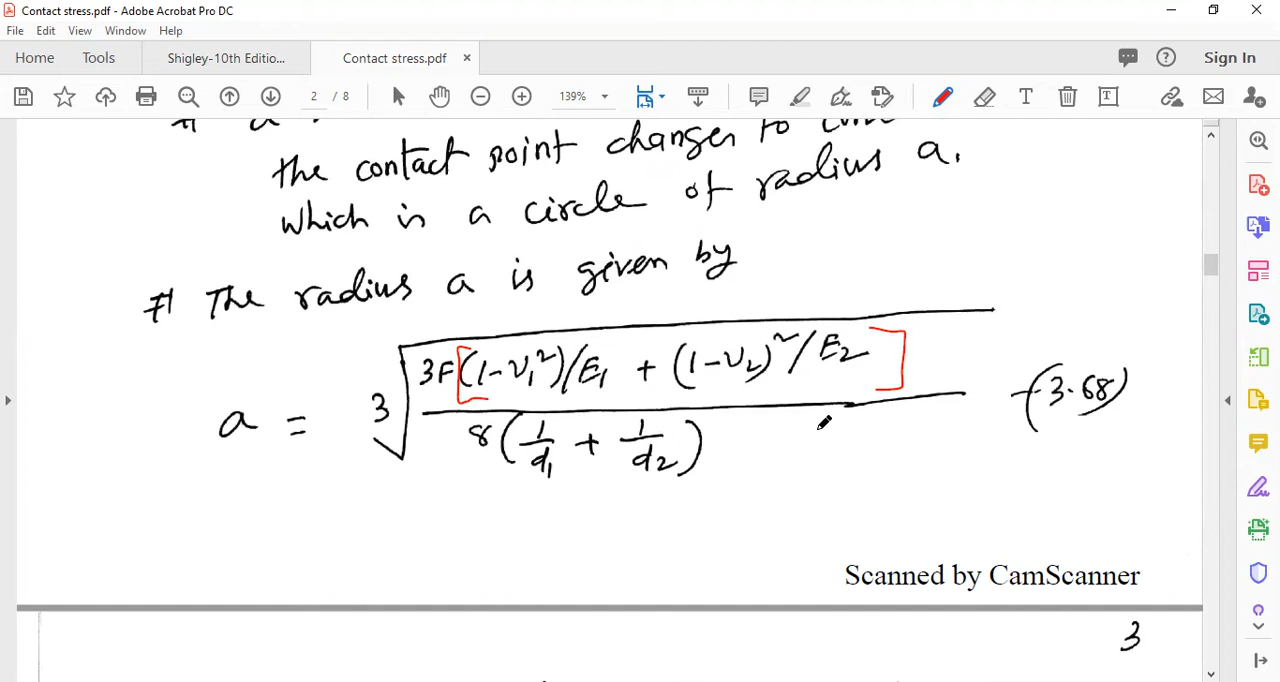 Contact stress.pdf - Adobe Acrobat Pro DC
File Edit View Window Help
Home Tools Shigley-10th Editio... Contact stress.pdf × Sign In
2 / 8 139%
# a
the contact point changes to
which is a circle of radius a.
# The radius a is given by
a = ∛(3F[(1-ν₁²)/E₁ + (1-ν₂)²/E₂] / 8(1/d₁ + 1/d₂)) - (3.68)
Scanned by CamScanner
3